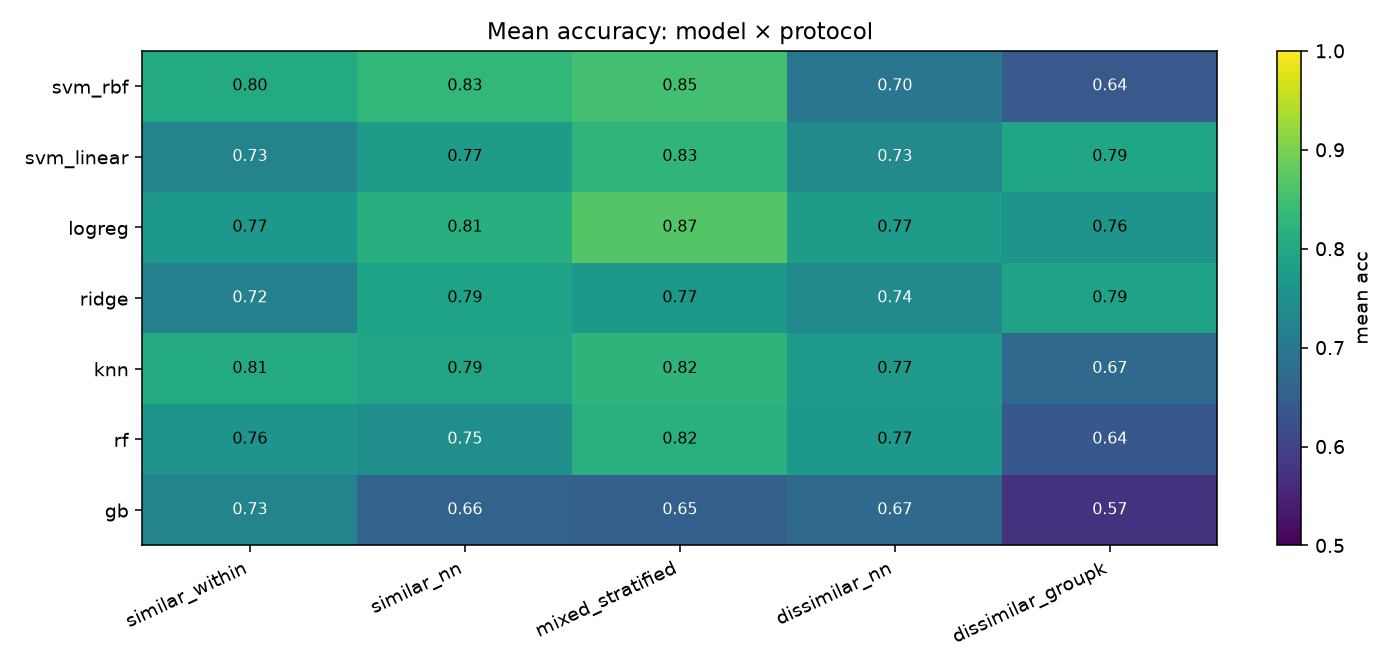 Mean accuracy: model × protocol
svm_rbf 0.80 0.83 0.85 0.70 0.64
svm_linear 0.73 0.77 0.83 0.73 0.79
logreg 0.77 0.81 0.87 0.77 0.76
ridge 0.72 0.79 0.77 0.74 0.79
knn 0.81 0.79 0.82 0.77 0.67
rf 0.76 0.75 0.82 0.77 0.64
gb 0.73 0.66 0.65 0.67 0.57
similar_within similar_nn mixed_stratified dissimilar_nn dissimilar_groupk
1.0
0.9
0.8
0.7
0.6
0.5
mean acc